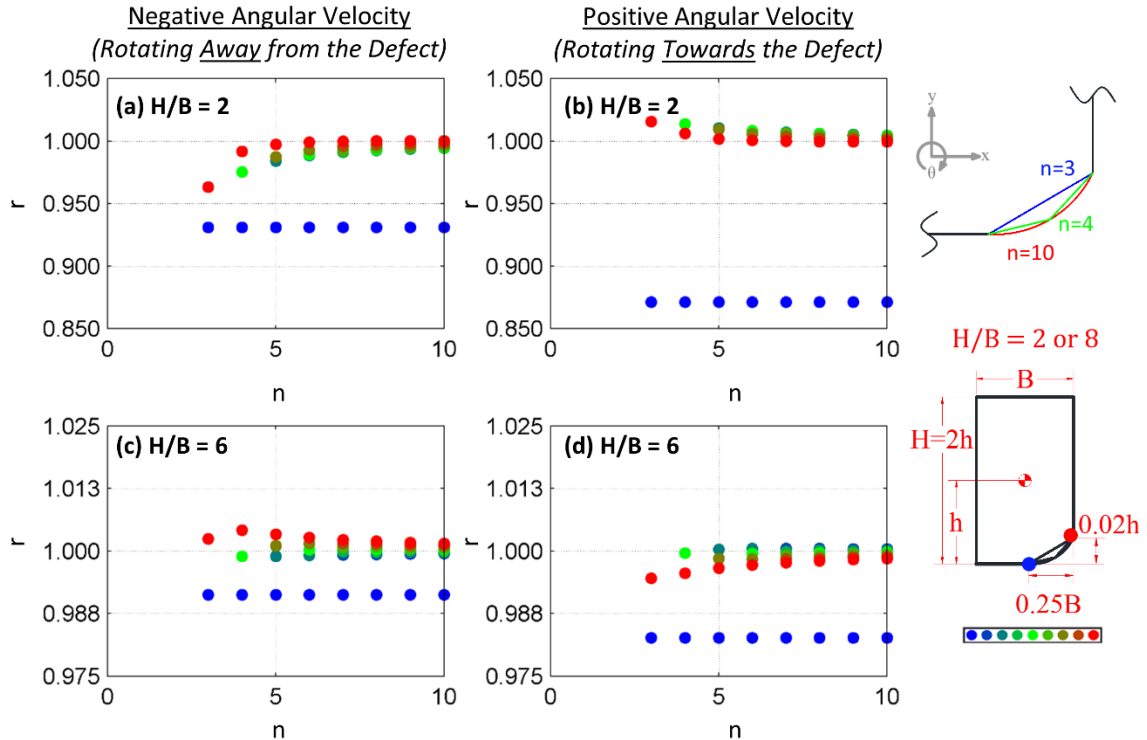 Negative Angular Velocity
(Rotating Away from the Defect)
Positive Angular Velocity
(Rotating Towards the Defect)
(a) H/B = 2
1.050
1.000
0.950
0.900
0.850
r
0
5
10
n
(b) H/B = 2
1.050
1.000
0.950
0.900
0.850
r
0
5
10
n
y
x
θ
n=3
n=4
n=10
(c) H/B = 6
1.025
1.013
1.000
0.988
0.975
r
0
5
10
n
(d) H/B = 6
1.025
1.013
1.000
0.988
0.975
r
0
5
10
n
H/B = 2 or 8
B
H=2h
h
0.02h
0.25B